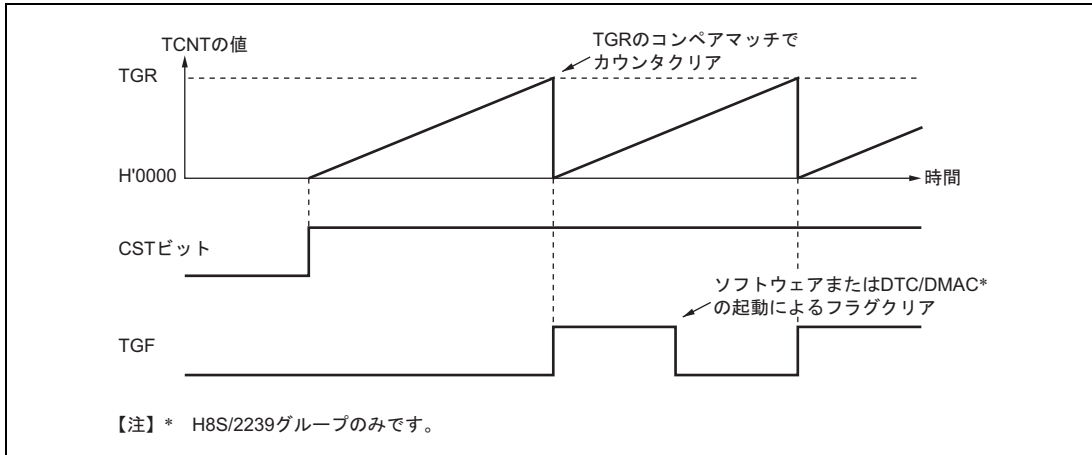 TCNTの値
TGRのコンペアマッチで
カウンタクリア
TGR
H'0000
時間
CSTビット
ソフトウェアまたはDTC/DMAC*
の起動によるフラグクリア
TGF
【注】* H8S/2239グループのみです。